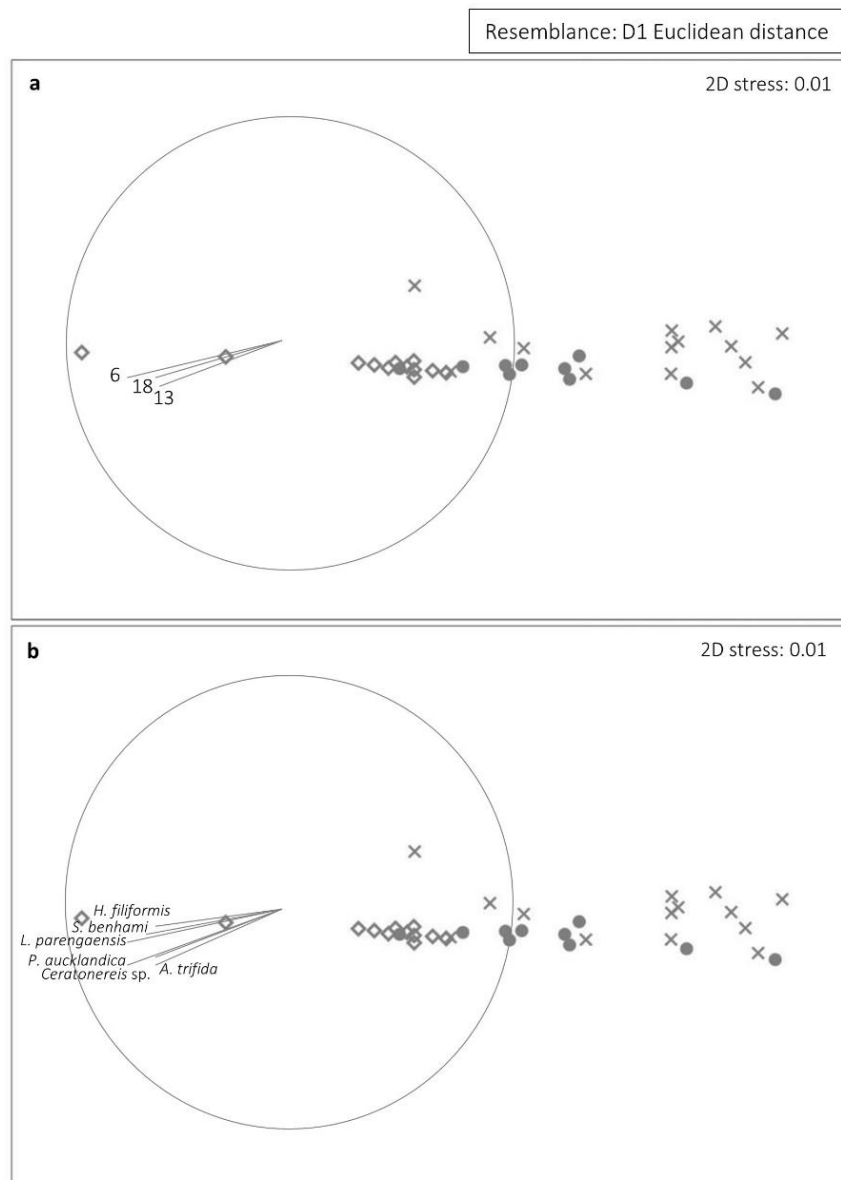 Resemblance: D1 Euclidean distance
a
2D stress: 0.01
6
18
13
b
2D stress: 0.01
H. filiformis
S. benhami
L. parengaensis
P. aucklandica
Ceratonereis sp.
A. trifida